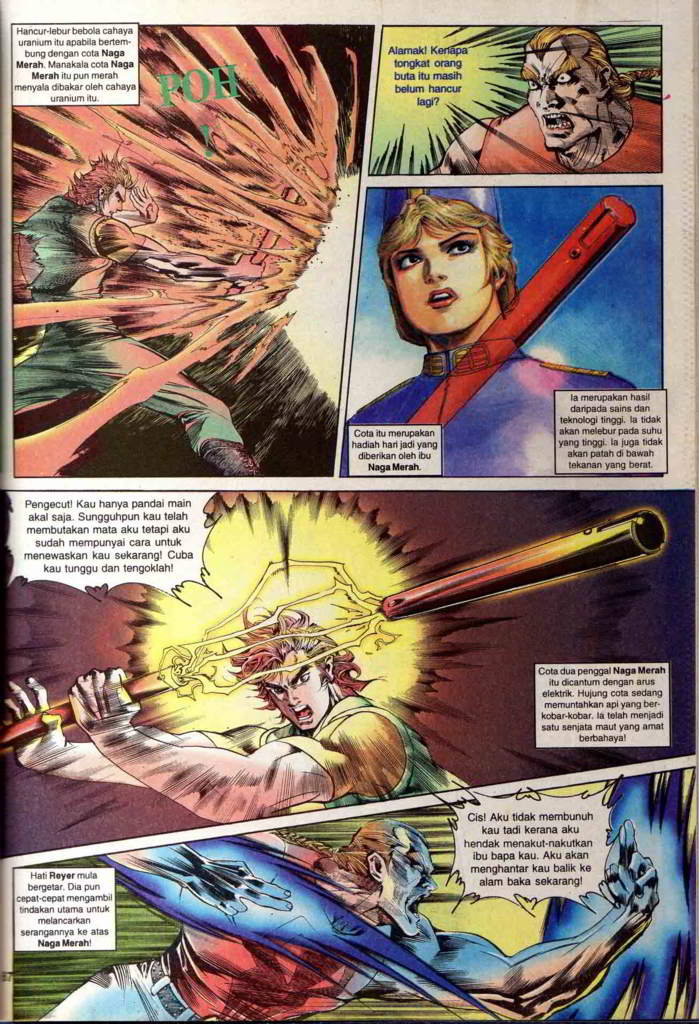 Hancur-lebur bebola cahaya
uranium itu apabila bertem-
bung dengan cota Naga
Merah. Manakala cota Naga
Merah itu pun merah
menyala dibakar oleh cahaya
uranium itu.
POH
!
Alamak! Kenapa
tongkat orang
buta itu masih
belum hancur
lagi?
Cota itu merupakan
hadiah hari jadi yang
diberikan oleh ibu
Naga Merah.
Ia merupakan hasil
daripada sains dan
teknologi tinggi. Ia tidak
akan melebur pada suhu
yang tinggi. Ia juga tidak
akan patah di bawah
tekanan yang berat.
Pengecut! Kau hanya pandai main
akal saja. Sungguhpun kau telah
membutakan mata aku tetapi aku
sudah mempunyai cara untuk
menewaskan kau sekarang! Cuba
kau tunggu dan tengoklah!
Cota dua penggal Naga Merah
itu dicantum dengan arus
elektrik. Hujung cota sedang
memuntahkan api yang ber-
kobar-kobar. Ia telah menjadi
satu senjata maut yang amat
berbahaya!
Cis! Aku tidak membunuh
kau tadi kerana aku
hendak menakut-nakutkan
ibu bapa kau. Aku akan
menghantar kau balik ke
alam baka sekarang!
Hati Reyer mula
bergetar. Dia pun
cepat-cepat mengambil
tindakan utama untuk
melancarkan
serangannya ke atas
Naga Merah!